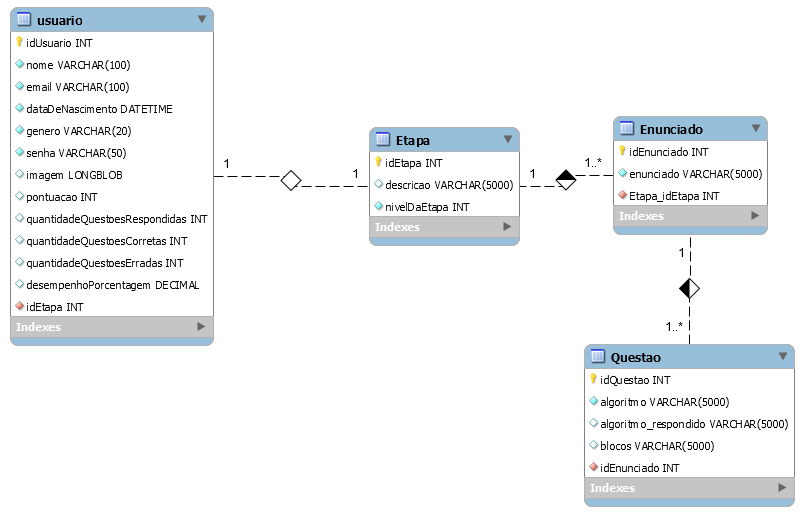 usuario
idUsuario INT
nome VARCHAR(100)
email VARCHAR(100)
dataDeNascimento DATETIME
genero VARCHAR(20)
senha VARCHAR(50)
imagem LONGBLOB
pontuacao INT
quantidadeQuestoesRespondidas INT
quantidadeQuestoesCorretas INT
quantidadeQuestoesErradas INT
desempenhoPorcentagem DECIMAL
idEtapa INT
Indexes
1
1
Etapa
idEtapa INT
descricao VARCHAR(5000)
nivelDaEtapa INT
Indexes
1
1..*
Enunciado
idEnunciado INT
enunciado VARCHAR(5000)
Etapa_idEtapa INT
Indexes
1
1..*
Questao
idQuestao INT
algoritmo VARCHAR(5000)
algoritmo_respondido VARCHAR(5000)
blocos VARCHAR(5000)
idEnunciado INT
Indexes